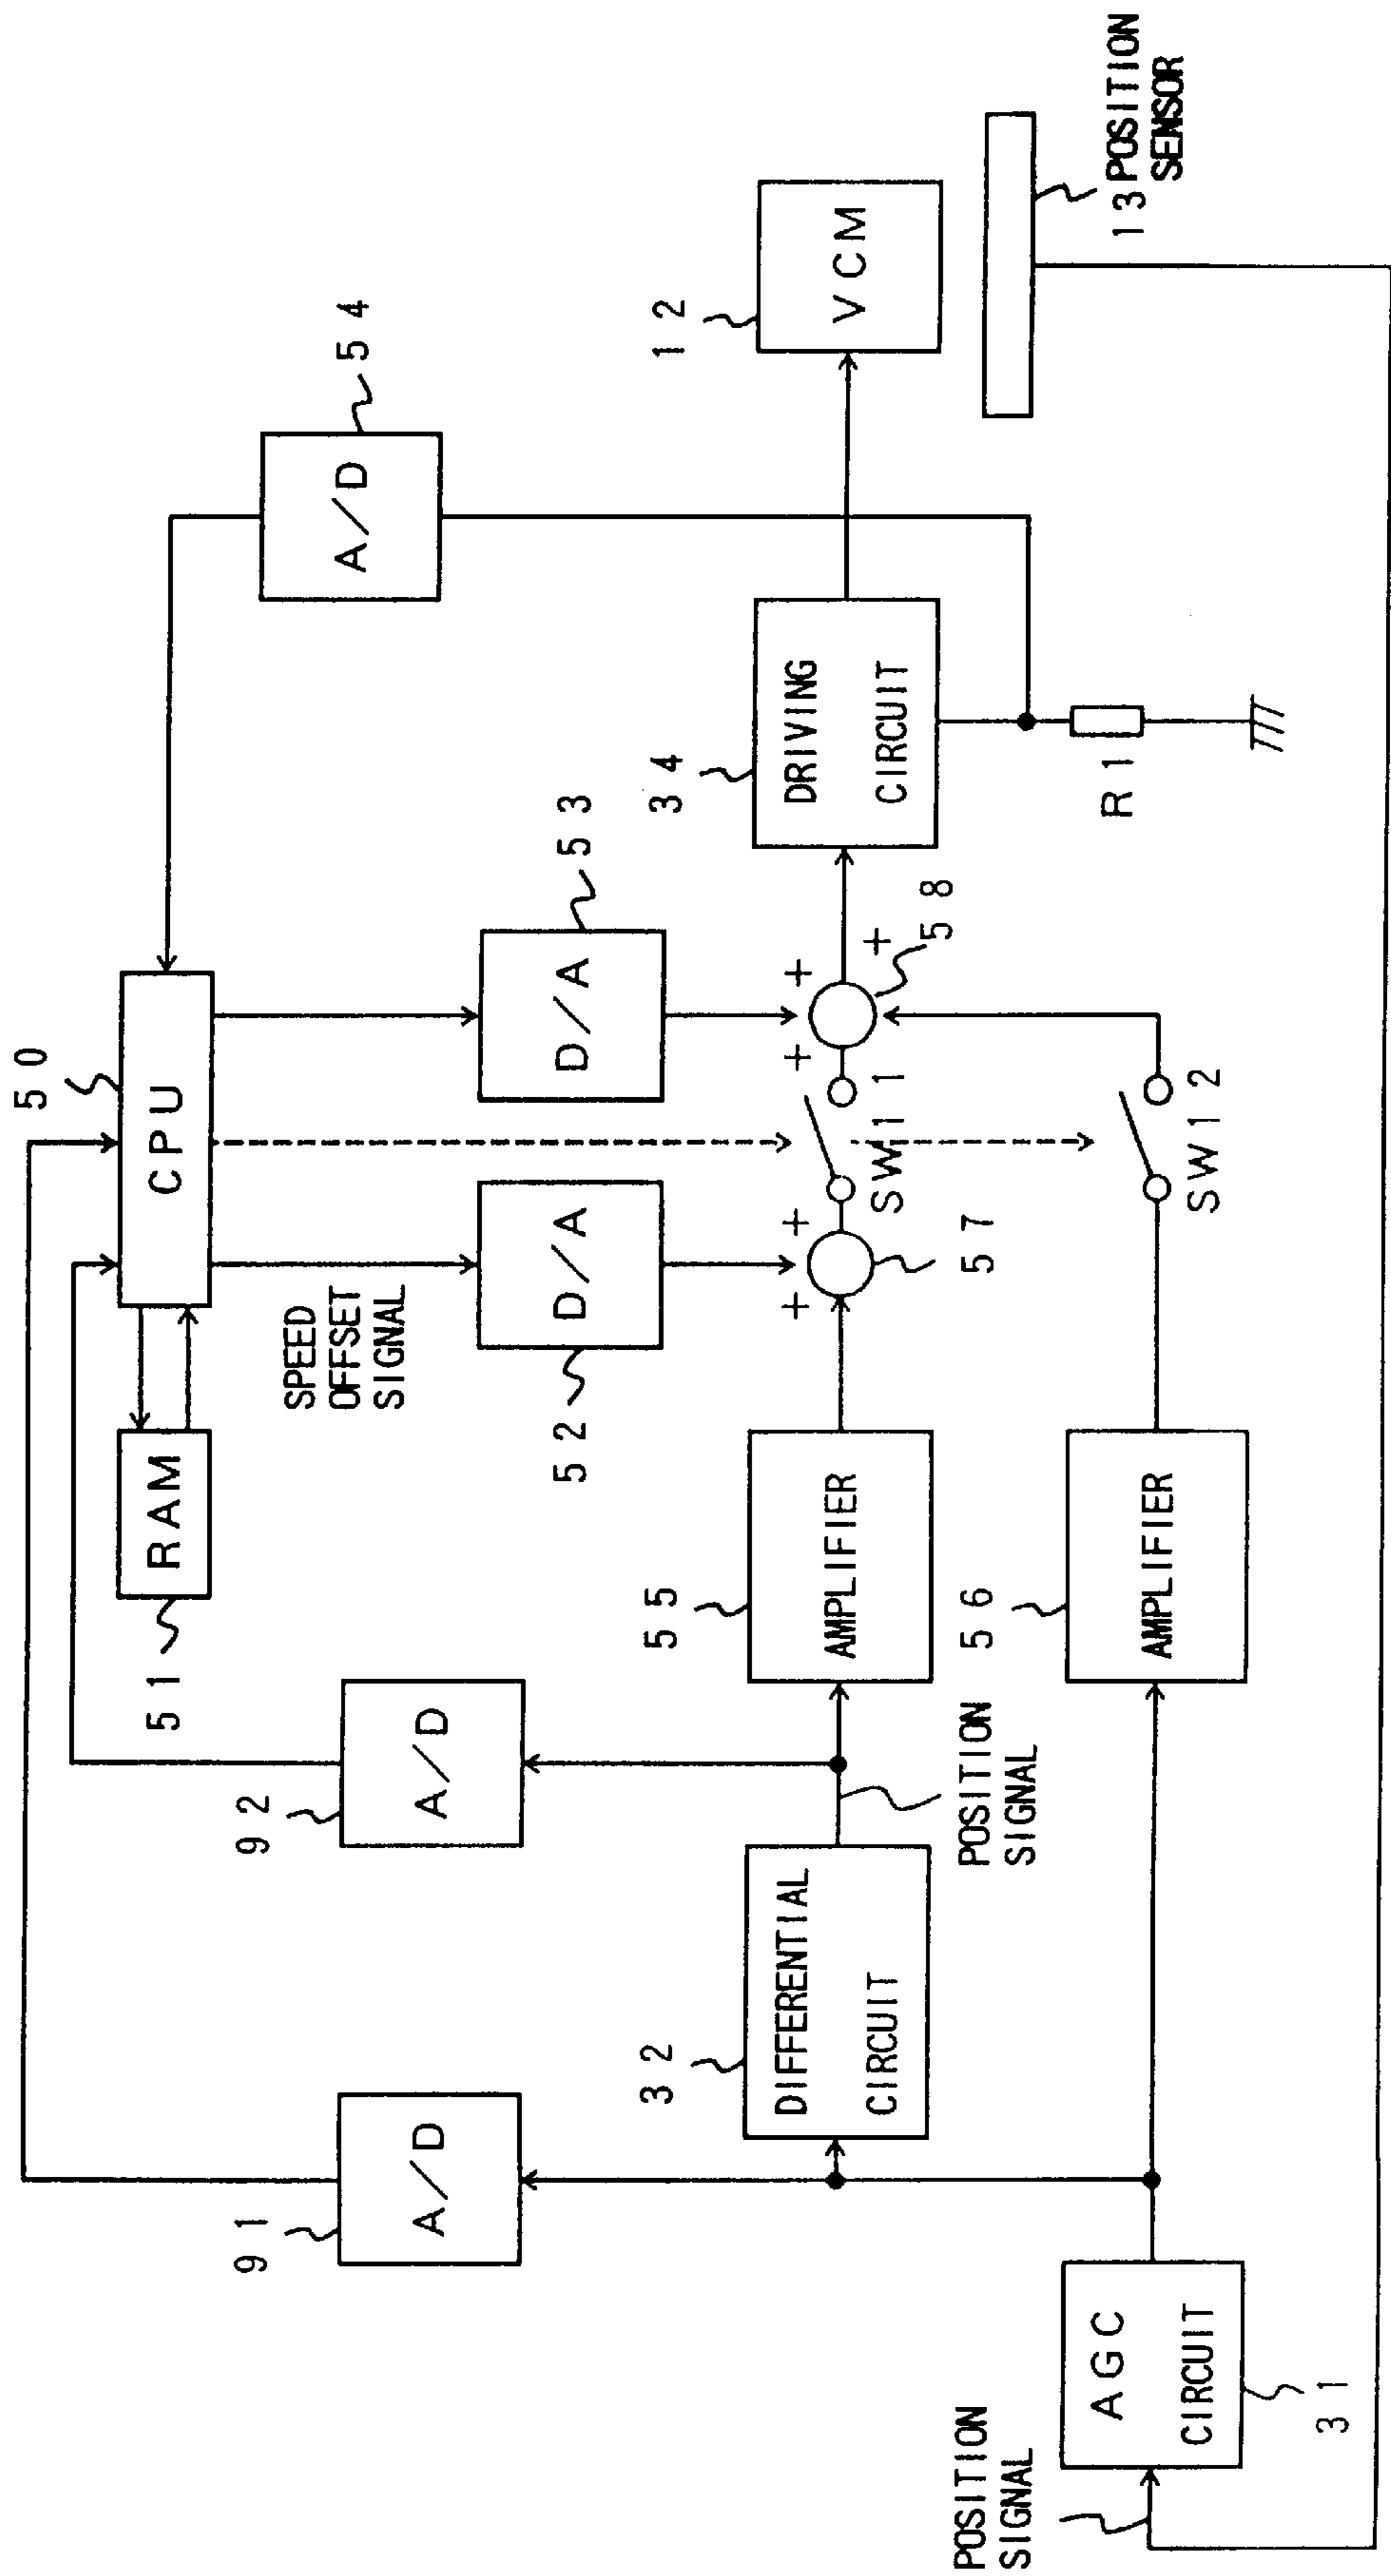 50
CPU
51
RAM
SPEED
OFFSET
SIGNAL
91
A/D
92
A/D
52
D/A
53
D/A
54
A/D
32
DIFFERENTIAL
CIRCUIT
POSITION
SIGNAL
55
AMPLIFIER
+
+
57
SW11
+
+
+
58
34
DRIVING
CIRCUIT
R1
12
VCM
13
POSITION
SENSOR
POSITION
SIGNAL
AGC
CIRCUIT
31
56
AMPLIFIER
SW12